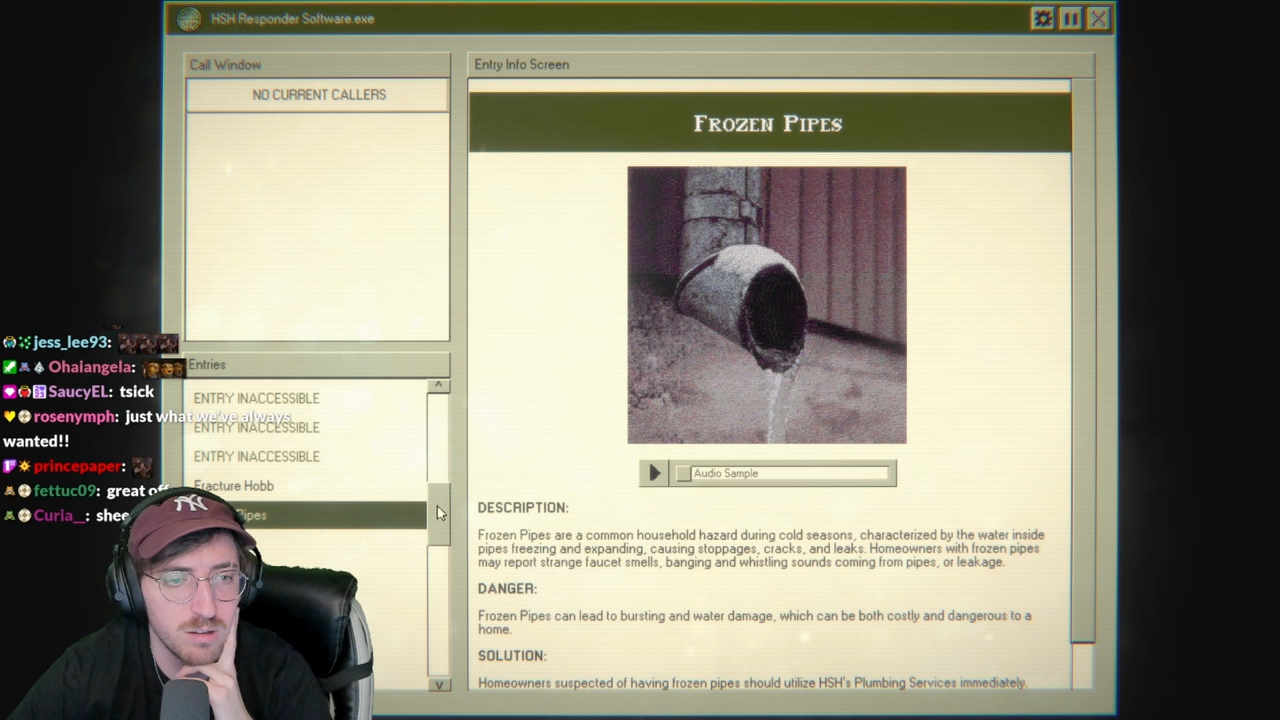 HSH Responder Software.exe
Call Window
NO CURRENT CALLERS
Entry Info Screen
FROZEN PIPES
Audio Sample
DESCRIPTION:
Frozen Pipes are a common household hazard during cold seasons, characterized by the water inside
pipes freezing and expanding, causing stoppages, cracks, and leaks. Homeowners with frozen pipes
may report strange faucet smells, banging and whistling sounds coming from pipes, or leakage.
DANGER:
Frozen Pipes can lead to bursting and water damage, which can be both costly and dangerous to a
home.
SOLUTION:
Homeowners suspected of having frozen pipes should utilize HSH's Plumbing Services immediately.
Entries
ENTRY INACCESSIBLE
ENTRY INACCESSIBLE
ENTRY INACCESSIBLE
Fracture Hobb
Pipes
jess_lee93:
Ohalangela:
SaucyEL: tsick
rosenymph: just what we've always
wanted!!
princepaper:
fettuc09: great
Curia__: shee
NY